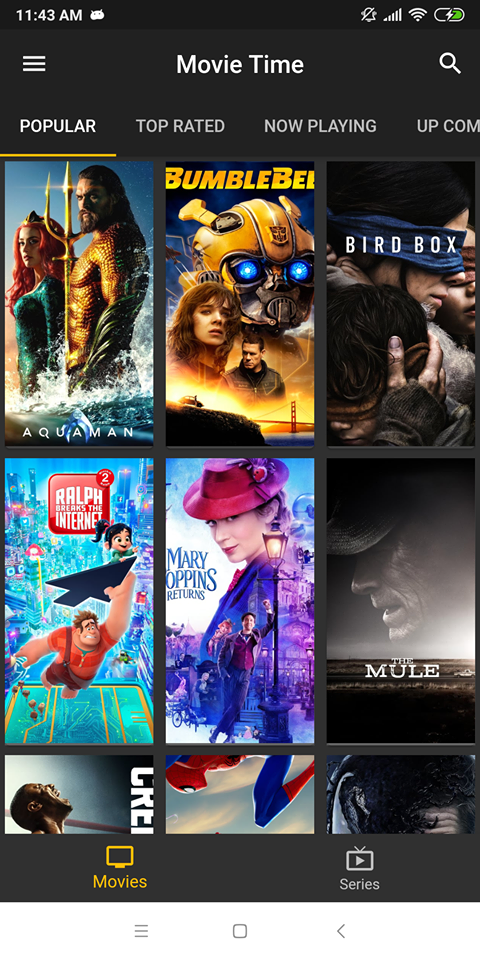 11:43 AM
Movie Time
POPULAR
TOP RATED
NOW PLAYING
UP COM
BUMBLEBEE
BIRD BOX
AQUAMAN
RALPH
BREAKS THE
INTERNET
2
MARY
POPPINS
RETURNS
THE
MULE
CREE
Movies
Series